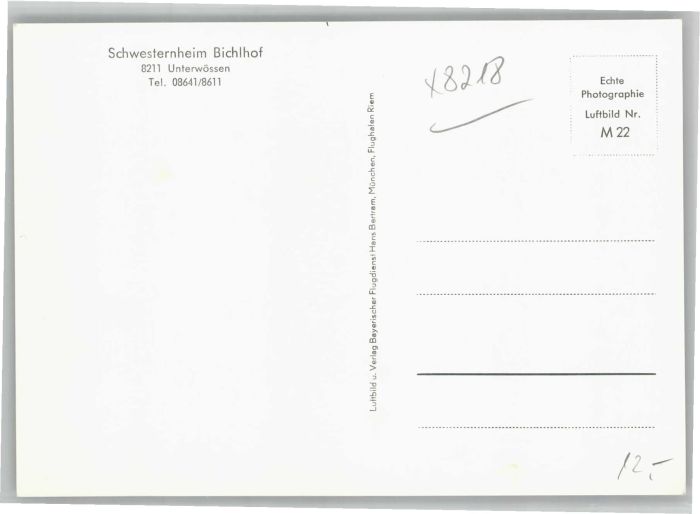 Schwesternheim Bichlhof
8211 Unterwössen
Tel. 08641/8611
x8218
Echte
Photographie
Luftbild Nr.
M 22
Luftbild u. Verlag Bayerischer Flugdienst Hans Bertram, München, Flughafen Riem
12,-